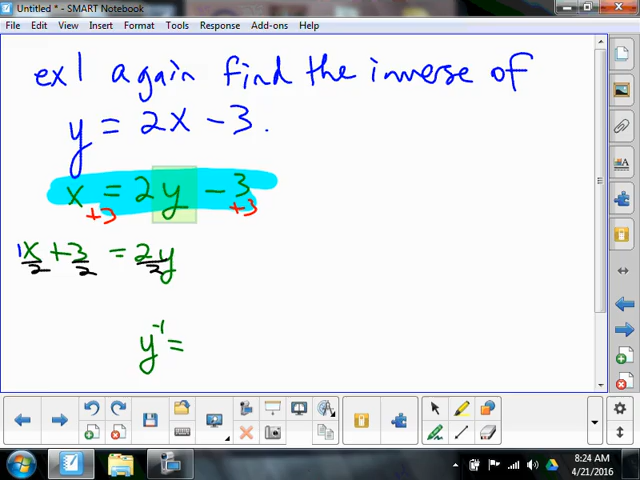 Untitled * - SMART Notebook
File Edit View Insert Format Tools Response Add-ons Help
ex1 again find the inverse of
y = 2x - 3.
x = 2y - 3
+3 +3
1x/2 + 3/2 = 2y/2
y⁻¹ =
8:24 AM
4/21/2016